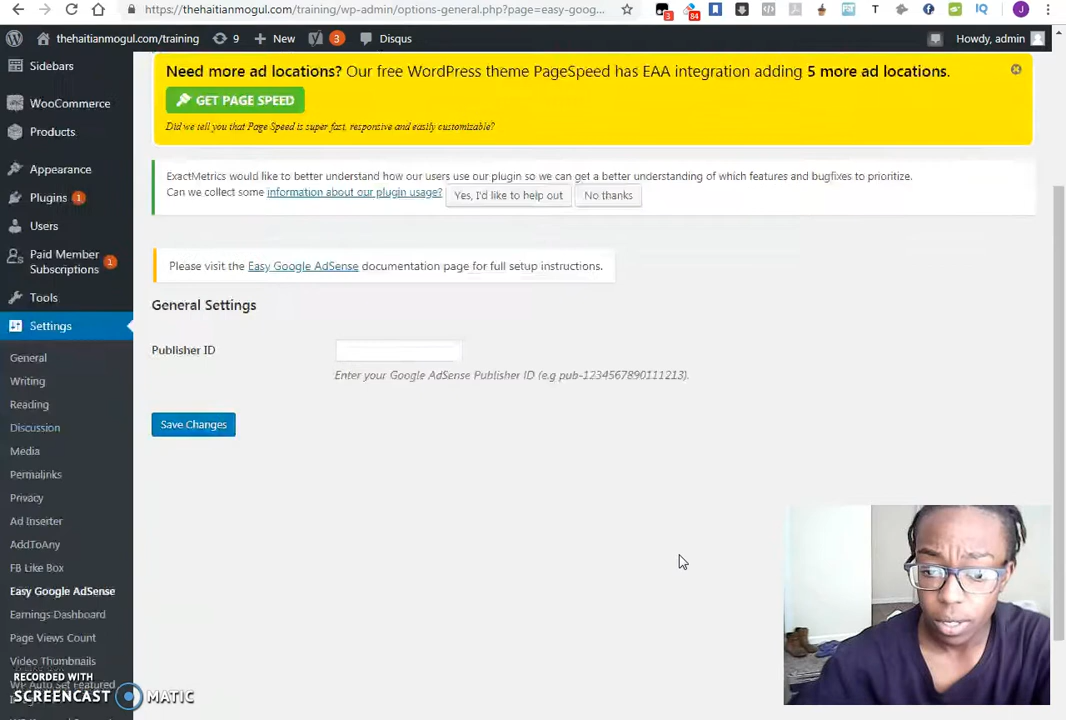 thehaitianmogul.com/training/wp-admin/options-general.php?page=easy-goog...
3
84
T
IQ
J
thehaitianmogul.com/training
9
New
3
Disqus
Howdy, admin
Sidebars
WooCommerce
Products
Appearance
Plugins 1
Users
Paid Member
Subscriptions 1
Tools
Settings
General
Writing
Reading
Discussion
Media
Permalinks
Privacy
Ad Inserter
AddToAny
FB Like Box
Easy Google AdSense
Earnings Dashboard
Page Views Count
Video Thumbnails
WP Auto Set Featured
Need more ad locations? Our free WordPress theme PageSpeed has EAA integration adding 5 more ad locations.
GET PAGE SPEED
Did we tell you that Page Speed is super fast, responsive and easily customizable?
ExactMetrics would like to better understand how our users use our plugin so we can get a better understanding of which features and bugfixes to prioritize.
Can we collect some information about our plugin usage? Yes, I'd like to help out No thanks
Please visit the Easy Google AdSense documentation page for full setup instructions.
General Settings
Publisher ID
Enter your Google AdSense Publisher ID (e.g pub-1234567890111213).
Save Changes
RECORDED WITH
SCREENCAST MATIC